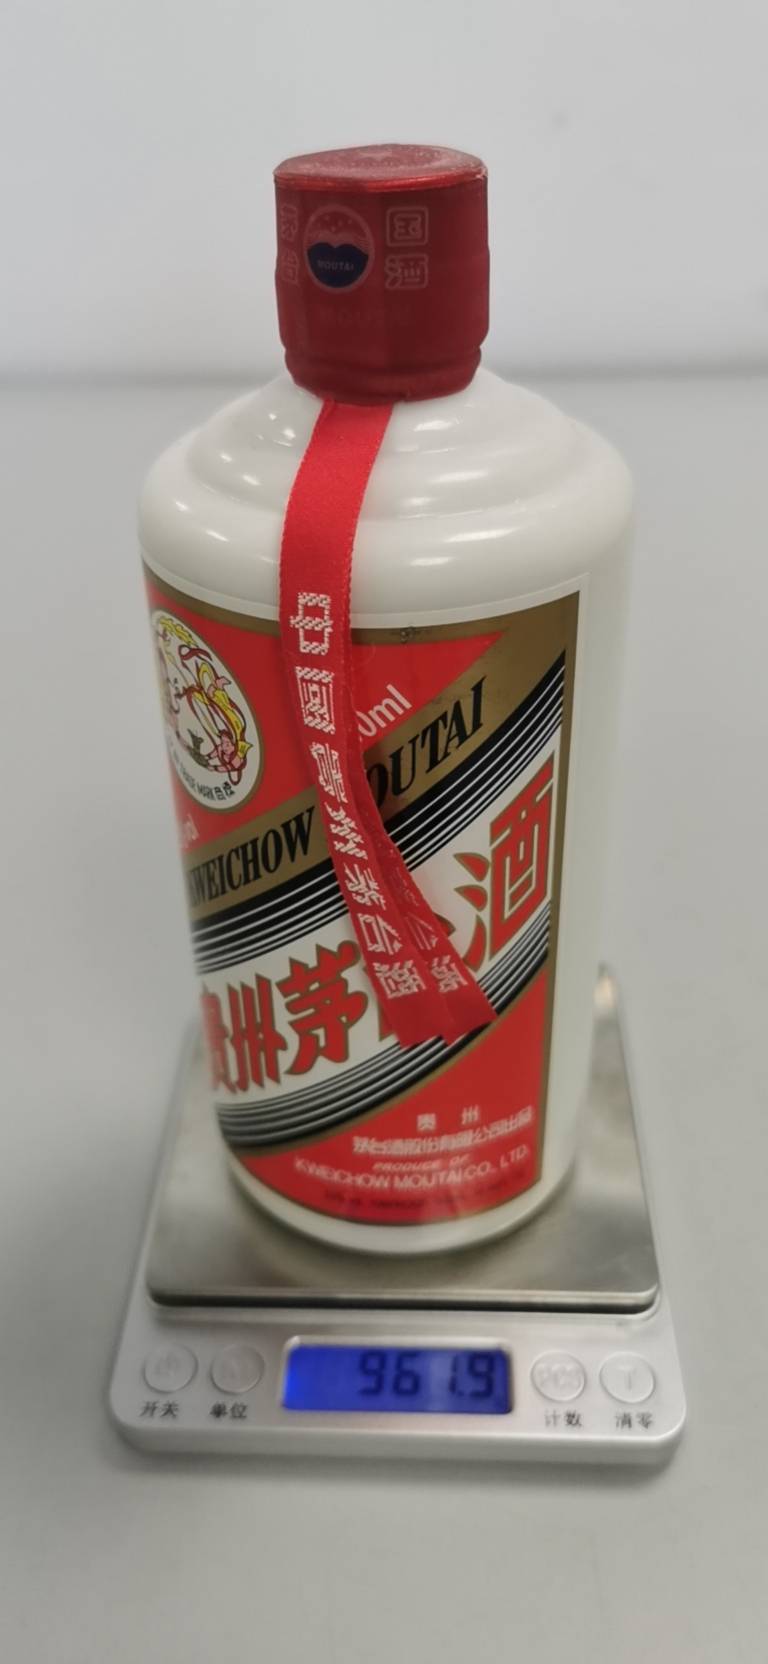 国酒
MOUTAI
中国贵州茅台酒
0ml
KWEICHOW MOUTAI
貴州茅 酒
贵 州
茅台酒股份有限公司出品
PRODUCE OF
KWEICHOW MOUTAI CO., LTD.
961.9
开关
单位
计数
清零